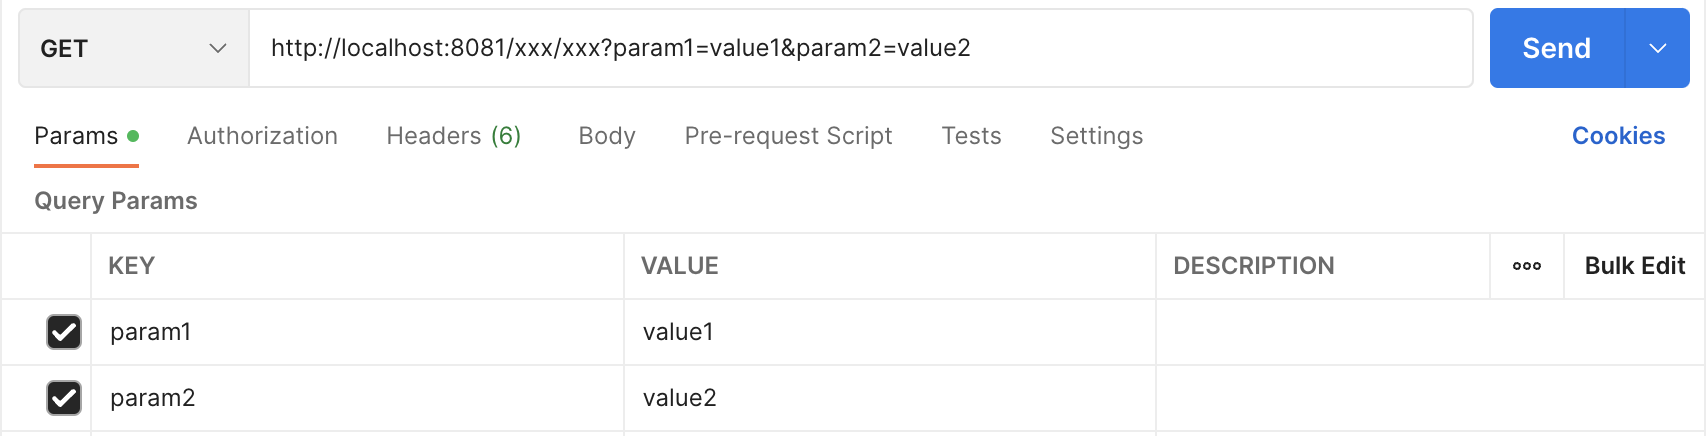 GET http://localhost:8081/xxx/xxx?param1=value1&param2=value2 Send
Params Authorization Headers (6) Body Pre-request Script Tests Settings Cookies
Query Params
KEY VALUE DESCRIPTION ooo Bulk Edit
param1 value1
param2 value2